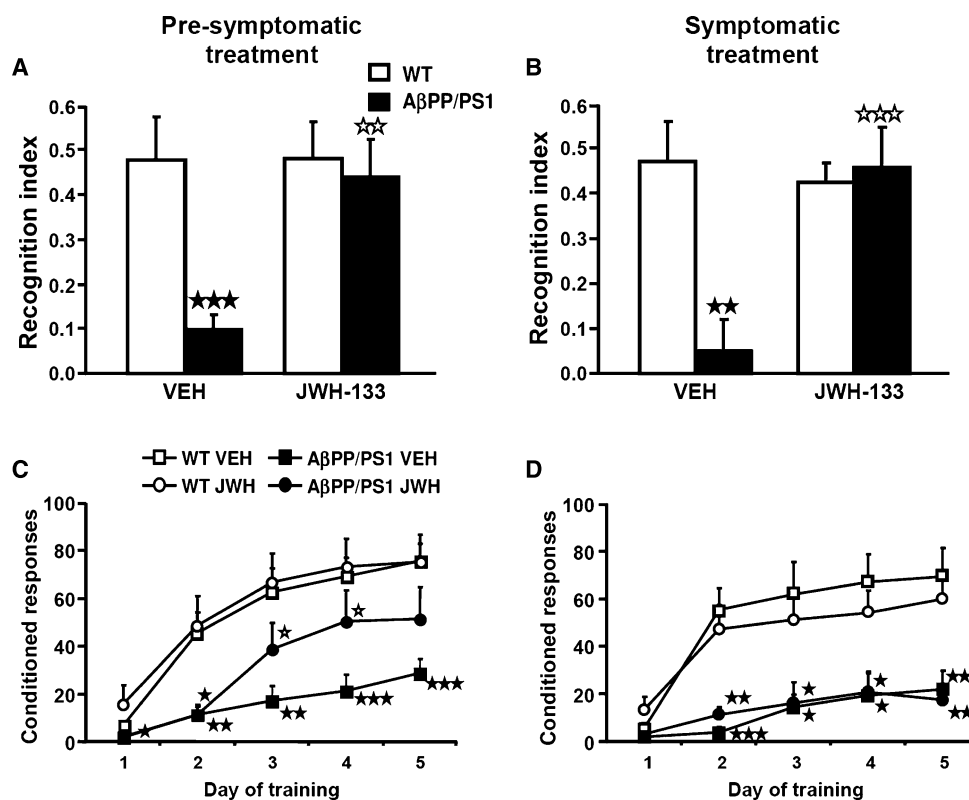 Pre-symptomatic
treatment
Symptomatic
treatment
A
WT
AβPP/PS1
Recognition index
0.6
0.5
0.4
0.3
0.2
0.1
0.0
★★★
☆☆
VEH
JWH-133
B
Recognition index
0.6
0.5
0.4
0.3
0.2
0.1
0.0
★★
☆☆☆
VEH
JWH-133
C
WT VEH
AβPP/PS1 VEH
WT JWH
AβPP/PS1 JWH
Conditioned responses
100
80
60
40
20
0
★
★
★★
☆
★★
☆
★★★
★★★
1 2 3 4 5
Day of training
D
Conditioned responses
100
80
60
40
20
0
★★
★★★
★
★
★
★
★★
★★
1 2 3 4 5
Day of training